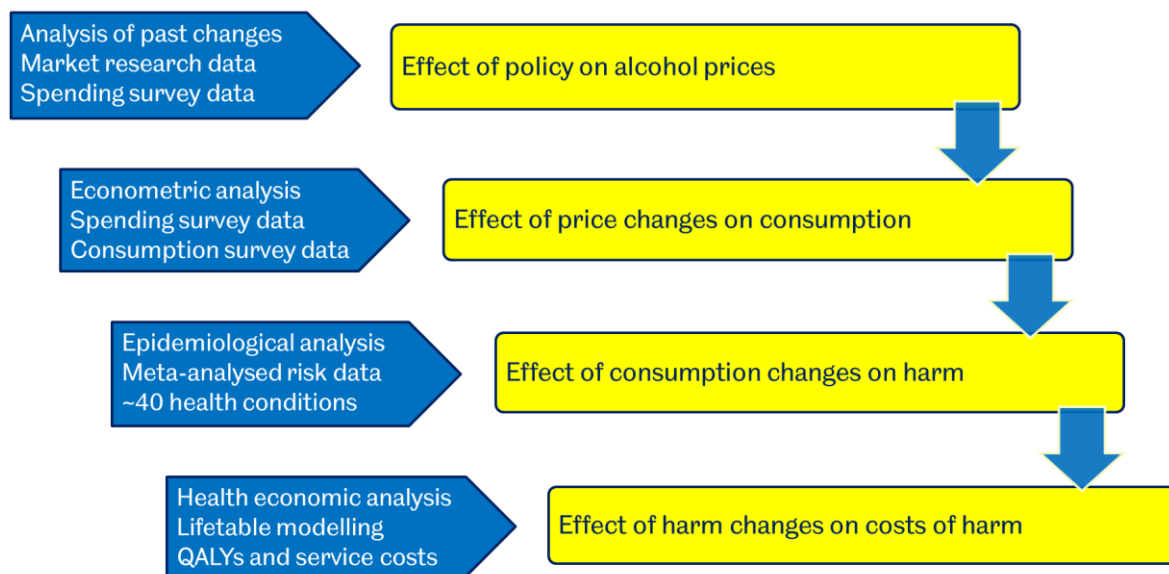 Analysis of past changes
Market research data
Spending survey data
Effect of policy on alcohol prices
Econometric analysis
Spending survey data
Consumption survey data
Effect of price changes on consumption
Epidemiological analysis
Meta-analysed risk data
~40 health conditions
Effect of consumption changes on harm
Health economic analysis
Lifetable modelling
QALYs and service costs
Effect of harm changes on costs of harm